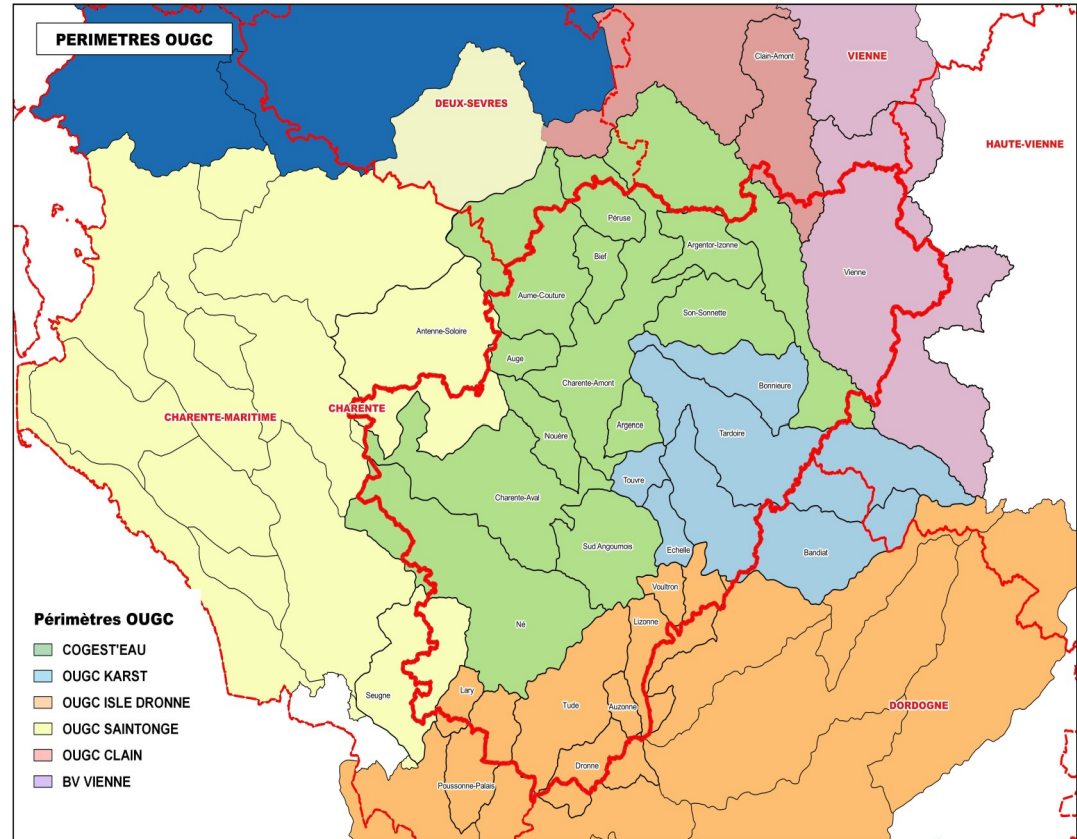 PERIMETRES OUGC
Clain-Amont
VIENNE
DEUX-SEVRES
HAUTE-VIENNE
Péruse
Argentor-Izonne
Bief
Vienne
Aume-Couture
Son-Sonnette
Antenne-Soloire
Auge
Charente-Amont
Bonnieure
CHARENTE-MARITIME
CHARENTE
Argence
Tardoire
Nouère
Touvre
Charente-Aval
Sud Angoumois
Echelle
Bandiat
Voultron
Lizonne
Né
Périmètres OUGC
COGEST'EAU
OUGC KARST
OUGC ISLE DRONNE
OUGC SAINTONGE
OUGC CLAIN
BV VIENNE
Seugne
Lary
Tude
Auzonne
DORDOGNE
Dronne
Poussonne-Palais